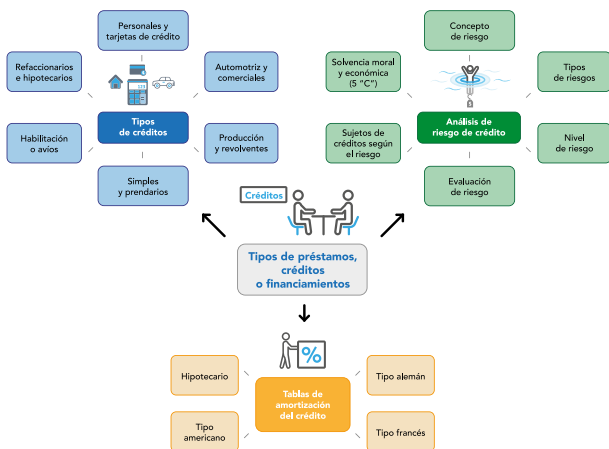 Personales y
tarjetas de crédito
Refaccionarios
e hipotecarios
Automotriz y
comerciales
Tipos
de créditos
Habilitación
o avíos
Producción
y revolventes
Simples
y prendarios
Concepto
de riesgo
Solvencia moral
y económica
(5 “C”)
Tipos
de riesgos
Análisis de
riesgo de crédito
Sujetos de
créditos según
el riesgo
Nivel
de riesgo
Evaluación
de riesgo
Créditos
Tipos de préstamos,
créditos
o financiamientos
%
Hipotecario
Tipo alemán
Tablas de
amortización
del crédito
Tipo
americano
Tipo francés